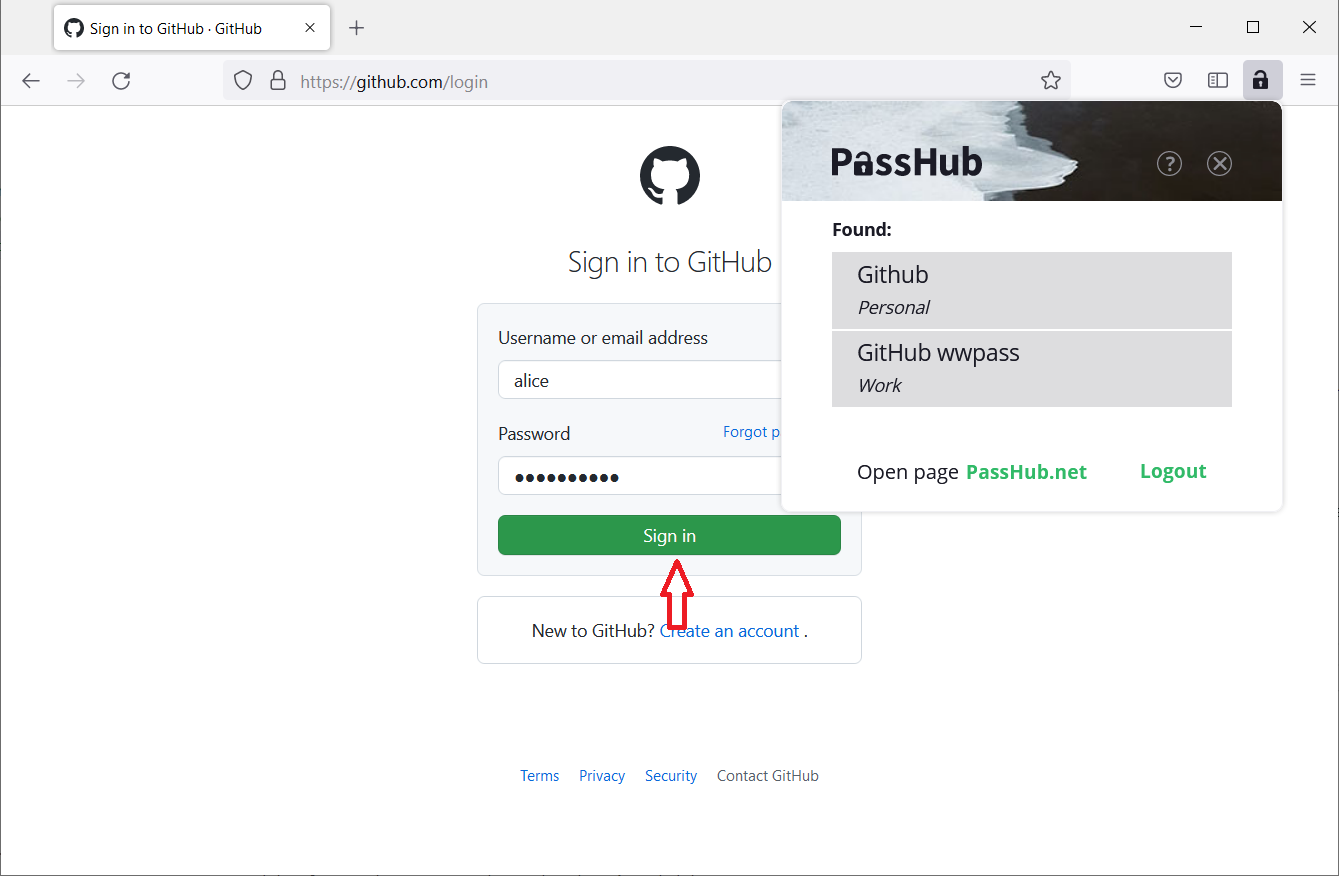 Sign in to GitHub · GitHub
https://github.com/login
PassHub
?
Found:
Github
Personal
GitHub wwpass
Work
Open page PassHub.net
Logout
Sign in to GitHub
Username or email address
alice
Password
Forgot p
●●●●●●●●●●
Sign in
New to GitHub? Create an account .
Terms
Privacy
Security
Contact GitHub